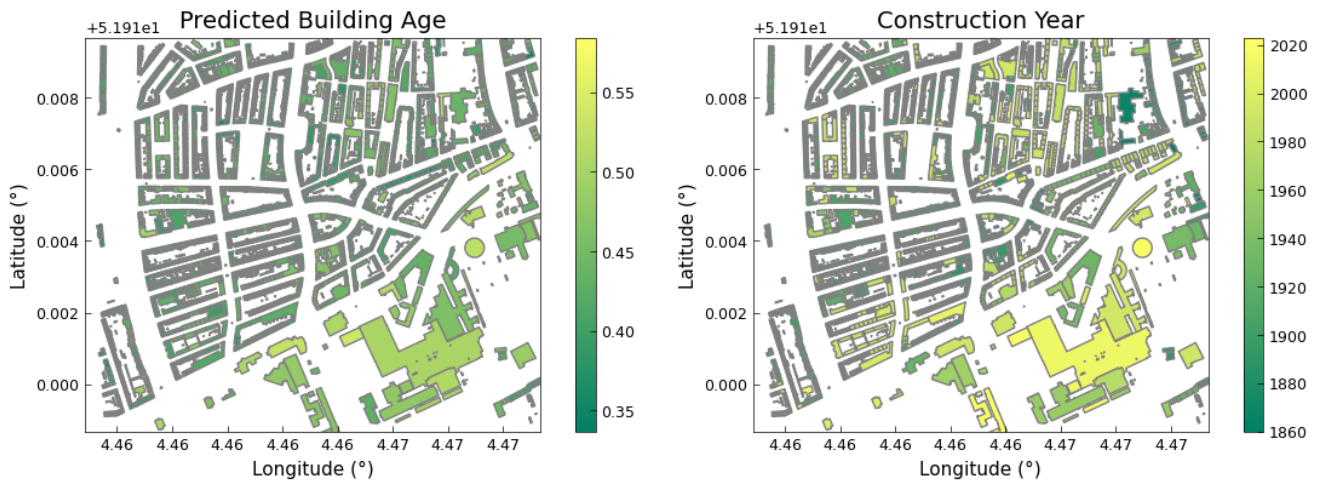 Predicted Building Age
+5.191e1
0.008
0.006
0.004
0.002
0.000
Latitude (°)
4.46 4.46 4.46 4.46 4.47 4.47 4.47 4.47
Longitude (°)
0.55
0.50
0.45
0.40
0.35
Construction Year
+5.191e1
0.008
0.006
0.004
0.002
0.000
Latitude (°)
4.46 4.46 4.46 4.46 4.47 4.47 4.47 4.47
Longitude (°)
2020
2000
1980
1960
1940
1920
1900
1880
1860